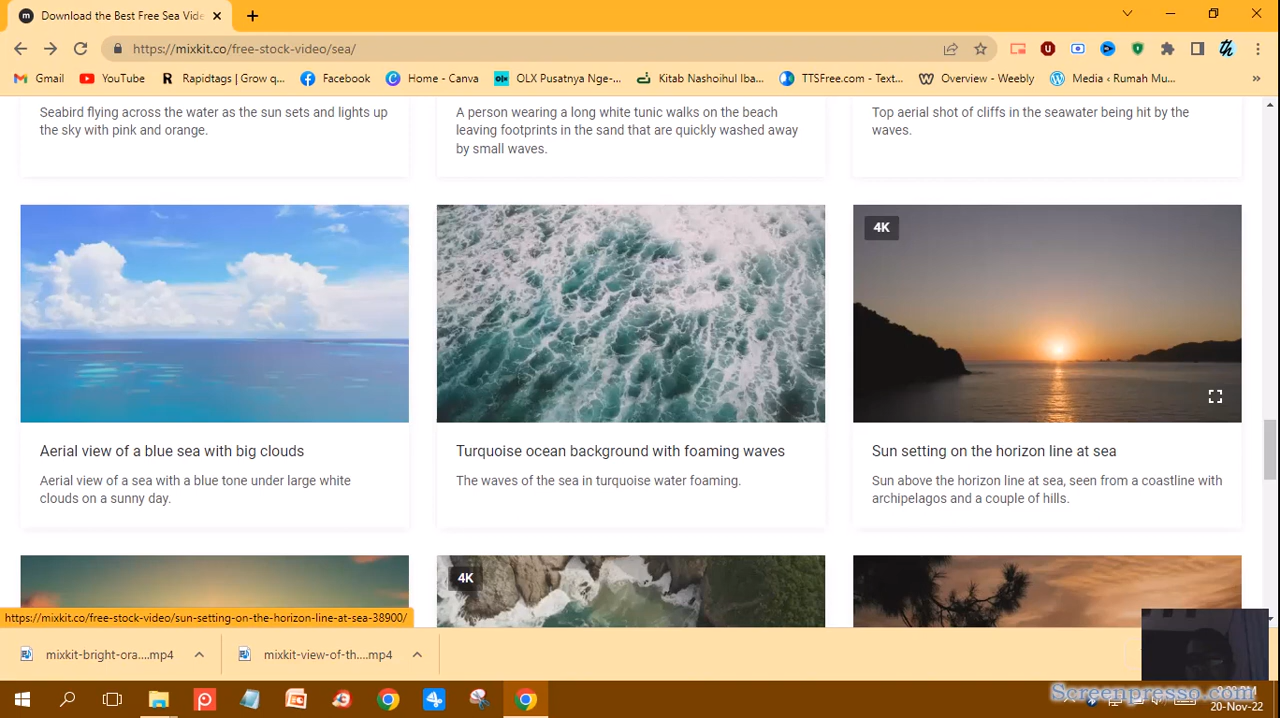 Download the Best Free Sea Vide
https://mixkit.co/free-stock-video/sea/
Gmail
YouTube
Rapidtags | Grow q...
Facebook
Home - Canva
OLX Pusatnya Nge-...
Kitab Nashoihul Iba...
TTSFree.com - Text...
Overview - Weebly
Media ‹ Rumah Mu...
»
Seabird flying across the water as the sun sets and lights up
the sky with pink and orange.
A person wearing a long white tunic walks on the beach
leaving footprints in the sand that are quickly washed away
by small waves.
Top aerial shot of cliffs in the seawater being hit by the
waves.
4K
Aerial view of a blue sea with big clouds
Aerial view of a sea with a blue tone under large white
clouds on a sunny day.
Turquoise ocean background with foaming waves
The waves of the sea in turquoise water foaming.
Sun setting on the horizon line at sea
Sun above the horizon line at sea, seen from a coastline with
archipelagos and a couple of hills.
4K
https://mixkit.co/free-stock-video/sun-setting-on-the-horizon-line-at-sea-38900/
mixkit-bright-ora....mp4
mixkit-view-of-th....mp4
Screenpresso.com
20-Nov-22